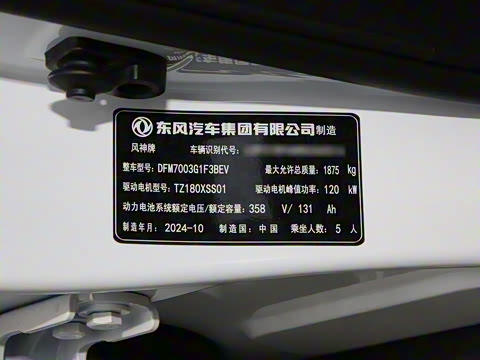 东风汽车集团有限公司制造
风神牌 车辆识别代号：
整车型号：DFM7003G1F3BEV 最大允许总质量：1875 kg
驱动电机型号：TZ180XSS01 驱动电机峰值功率：120 kW
动力电池系统额定电压/额定容量：358 V/ 131 Ah
制造年月：2024-10 制造国：中国 乘坐人数：5 人